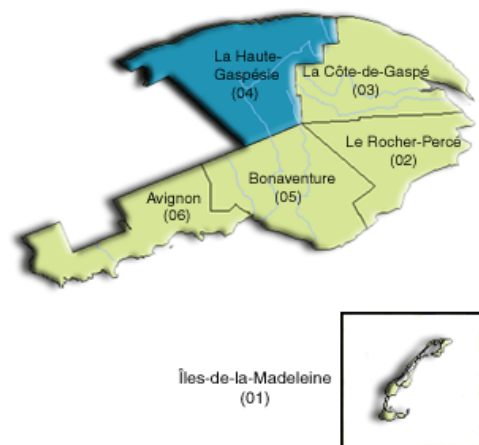 La Haute-
Gaspésie
(04)
La Côte-de-Gaspé
(03)
Le Rocher-Percé
(02)
Bonaventure
(05)
Avignon
(06)
Îles-de-la-Madeleine
(01)